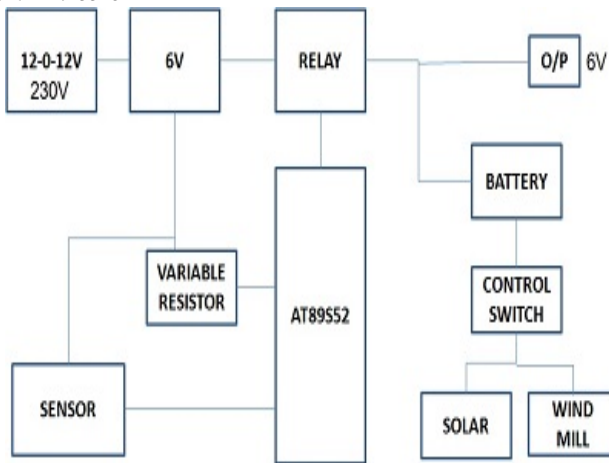 12-0-12V
230V
6V
RELAY
O/P
6V
BATTERY
VARIABLE
RESISTOR
AT89S52
CONTROL
SWITCH
SENSOR
SOLAR
WIND
MILL